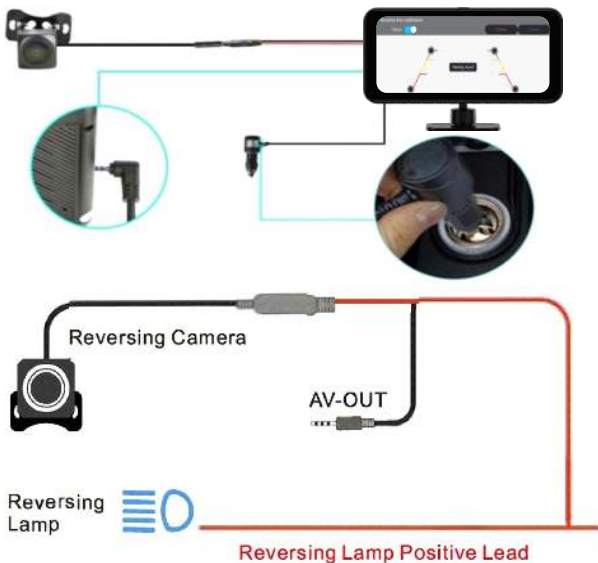 Reversing Camera
AV-OUT
Reversing
Lamp
Reversing Lamp Positive Lead